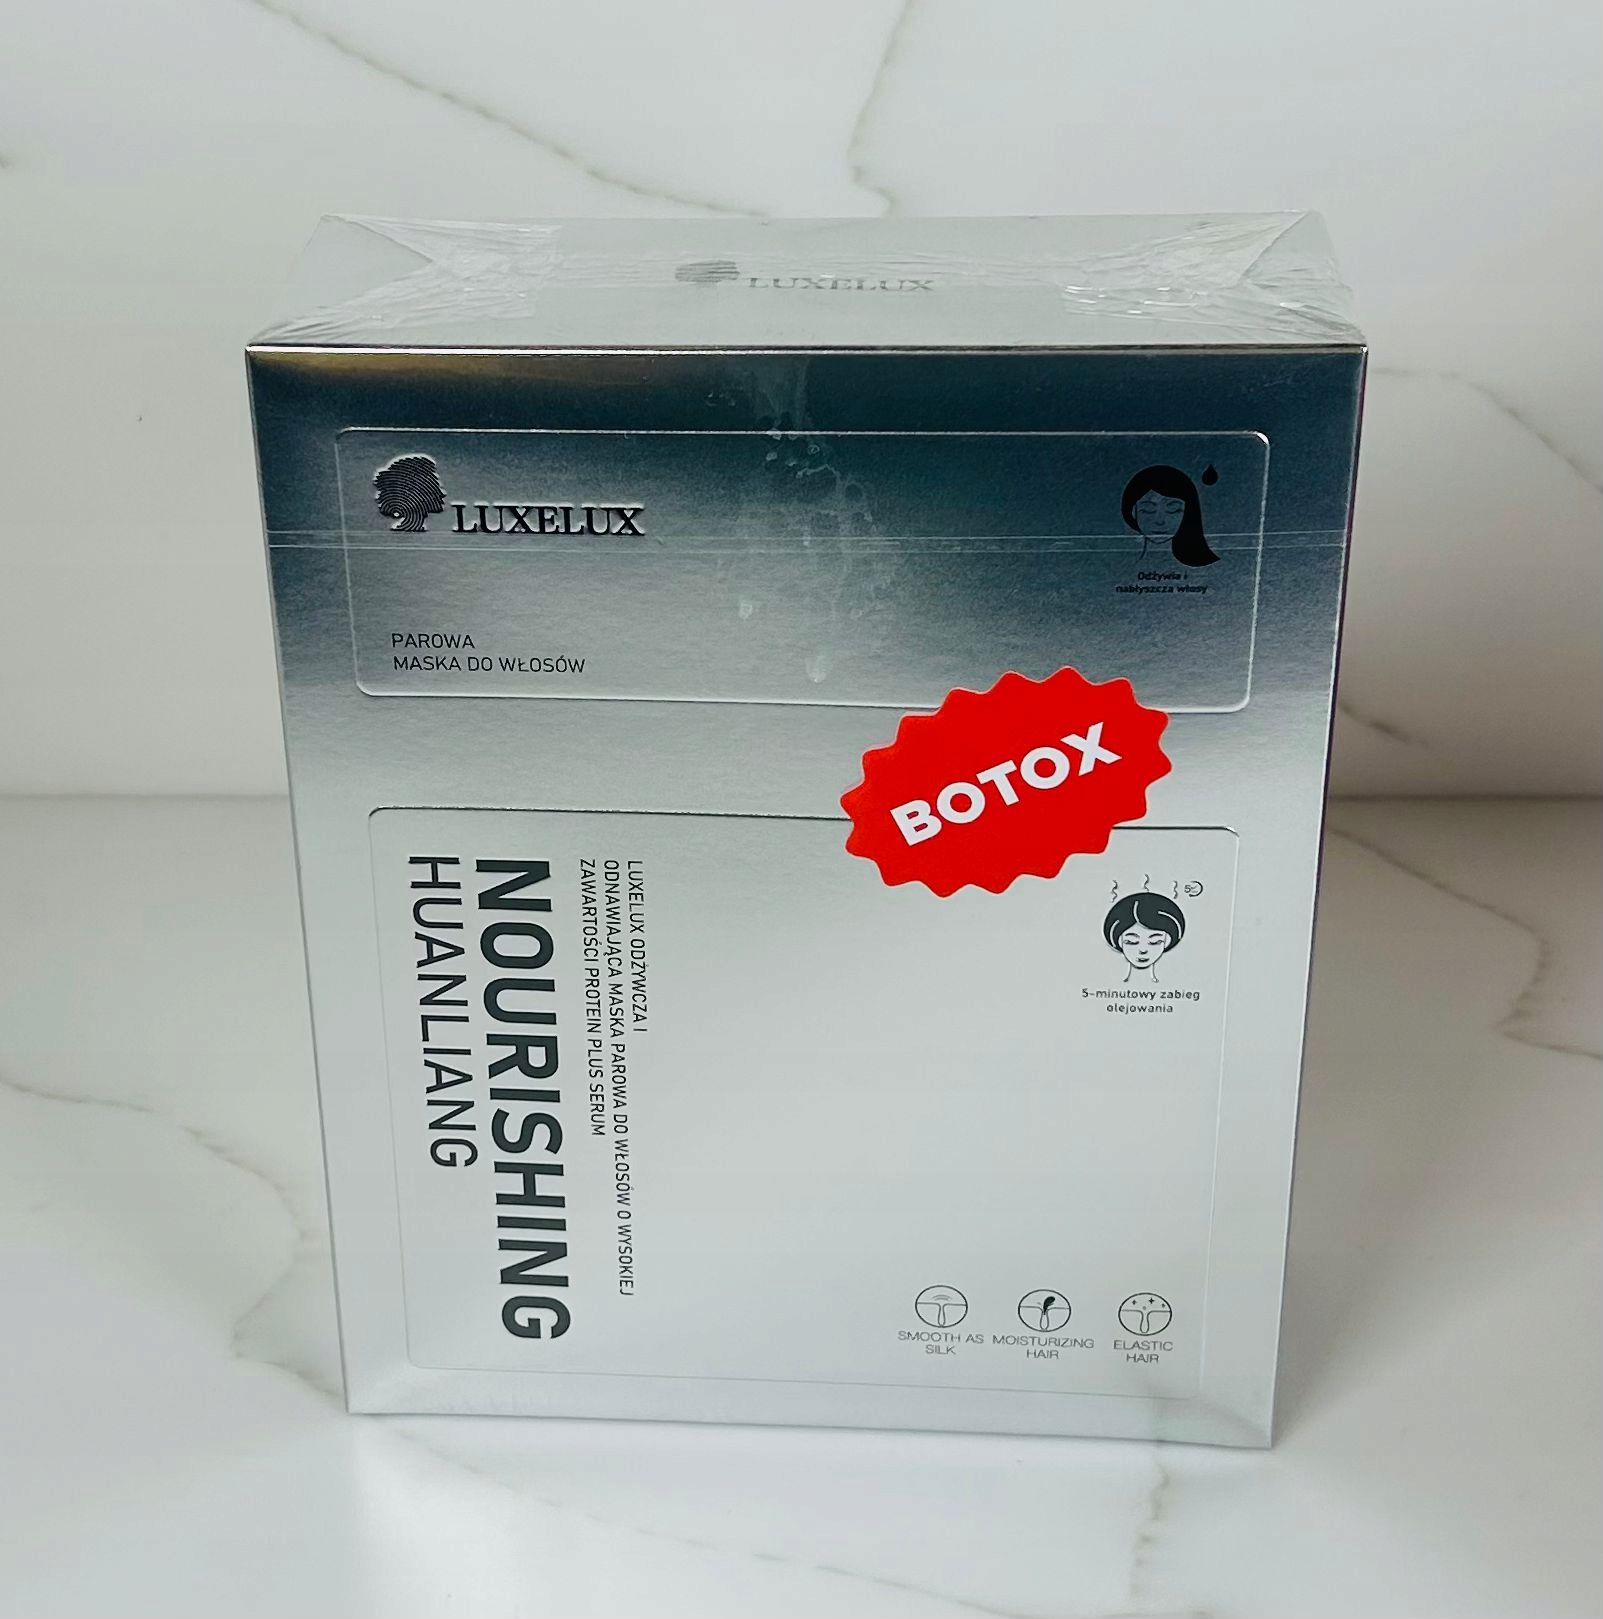 LUXELUX
LUXELUX
Odżywia i
nabłyszcza włosy
PAROWA
MASKA DO WŁOSÓW
BOTOX
LUXELUX ODŻYWCZA I
ODNAWIAJĄCA MASKA PAROWA DO WŁOSÓW O WYSOKIEJ
ZAWARTOŚCI PROTEIN PLUS SERUM
NOURISHING
HUANLIANG
5-minutowy zabieg
olejowania
SMOOTH AS
SILK
MOISTURIZING
HAIR
ELASTIC
HAIR